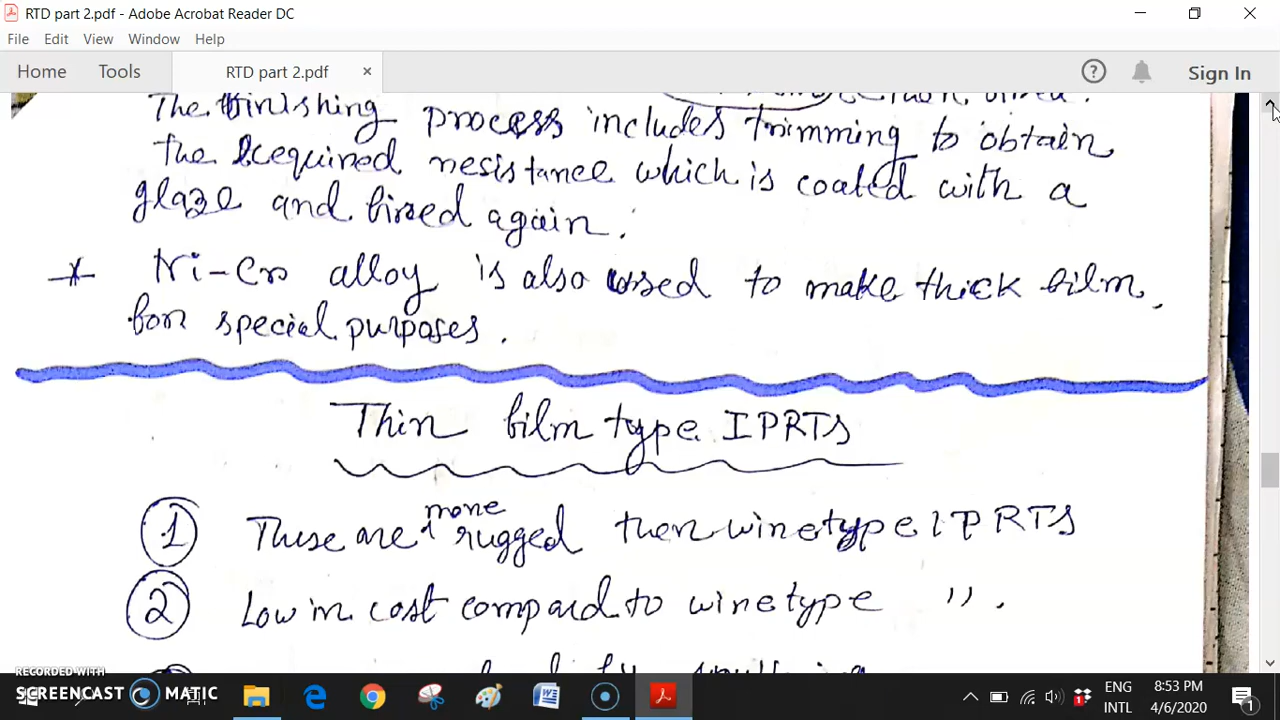 RTD part 2.pdf - Adobe Acrobat Reader DC
File Edit View Window Help
Home Tools RTD part 2.pdf × ? Sign In
The finishing process includes trimming to obtain
the required resistance which is coated with a
glaze and fired again.
* Ni-Cr alloy is also used to make thick film
for special purposes.
Thin film type IPRTS
1 These are more rugged then wire type IPRTS
2 Low in cost compard to wire type " .
RECORDED WITH
SCREENCAST MATIC
ENG
INTL
8:53 PM
4/6/2020
1